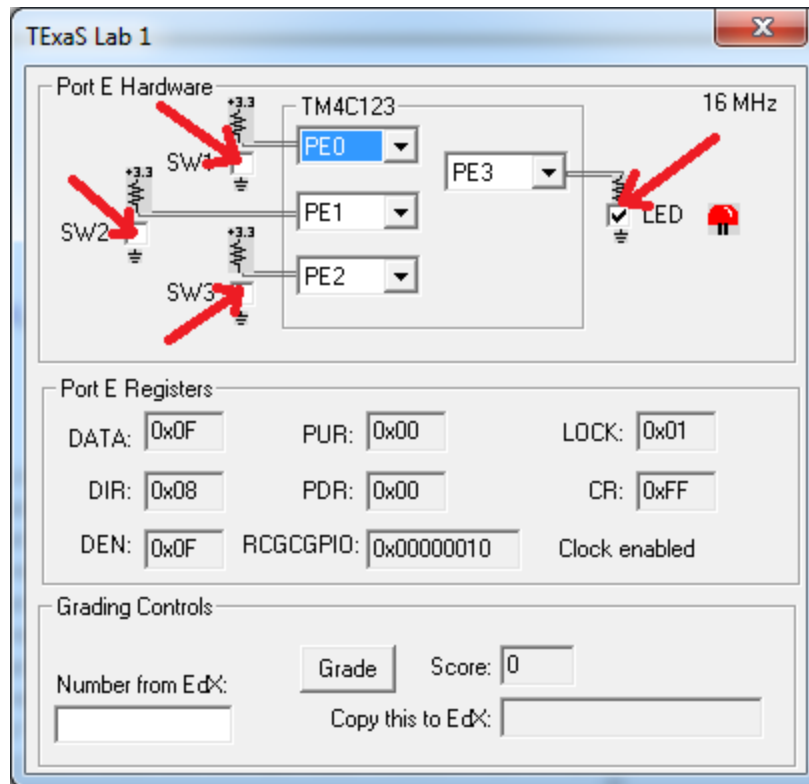 TExaS Lab 1
Port E Hardware
TM4C123
16 MHz
+3.3
SW1
PE0
PE3
+3.3
SW2
PE1
LED
+3.3
SW3
PE2
Port E Registers
DATA: 0x0F PUR: 0x00 LOCK: 0x01
DIR: 0x08 PDR: 0x00 CR: 0xFF
DEN: 0x0F RCGCGPIO: 0x00000010 Clock enabled
Grading Controls
Grade Score: 0
Number from EdX:
Copy this to EdX: